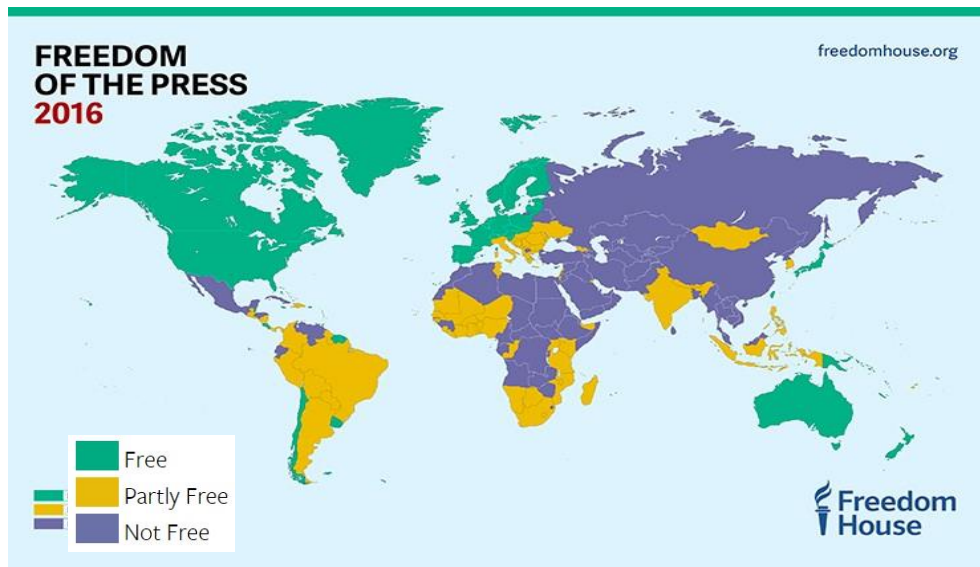 FREEDOM
OF THE PRESS
2016
freedomhouse.org
Free
Partly Free
Not Free
Freedom
House